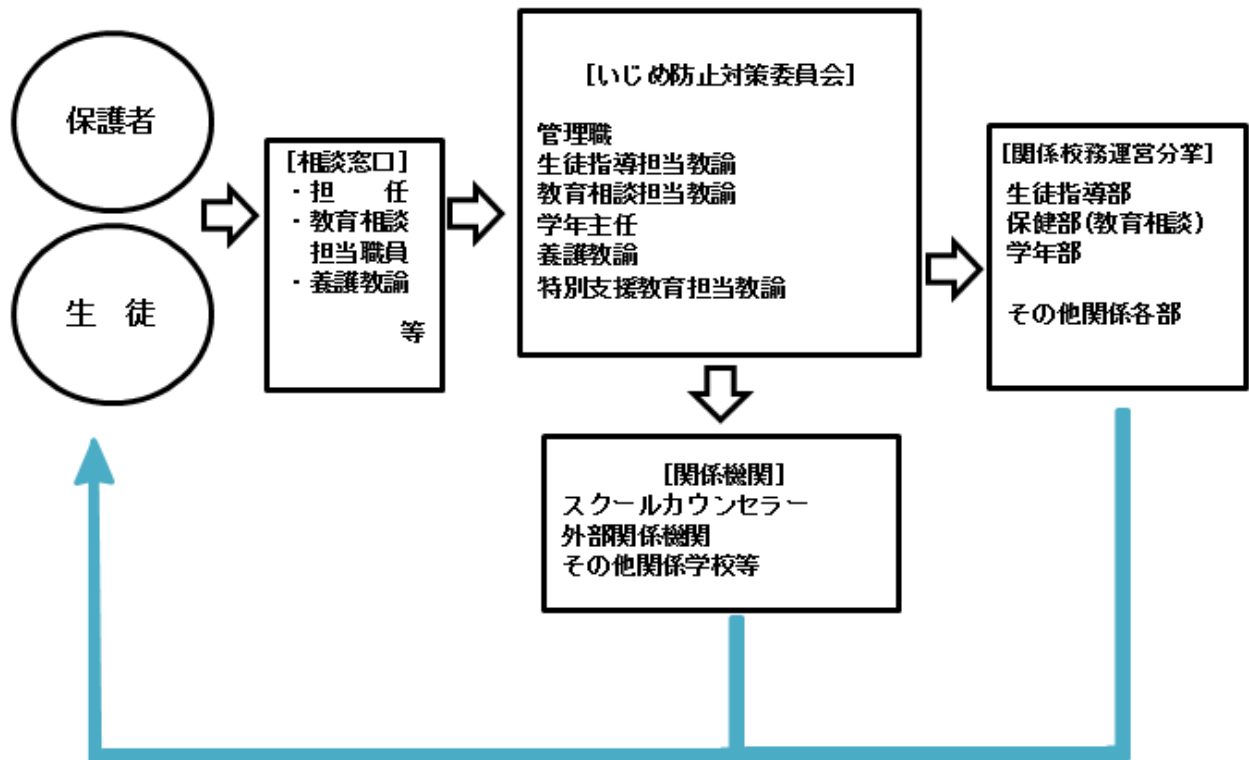 保護者
生　徒
[相談窓口]
・担　　任
・教育相談
担当職員
・養護教諭
等
[いじめ防止対策委員会]
管理職
生徒指導担当教諭
教育相談担当教諭
学年主任
養護教諭
特別支援教育担当教諭
[関係校務運営分掌]
生徒指導部
保健部(教育相談)
学年部
その他関係各部
[関係機関]
スクールカウンセラー
外部関係機関
その他関係学校等